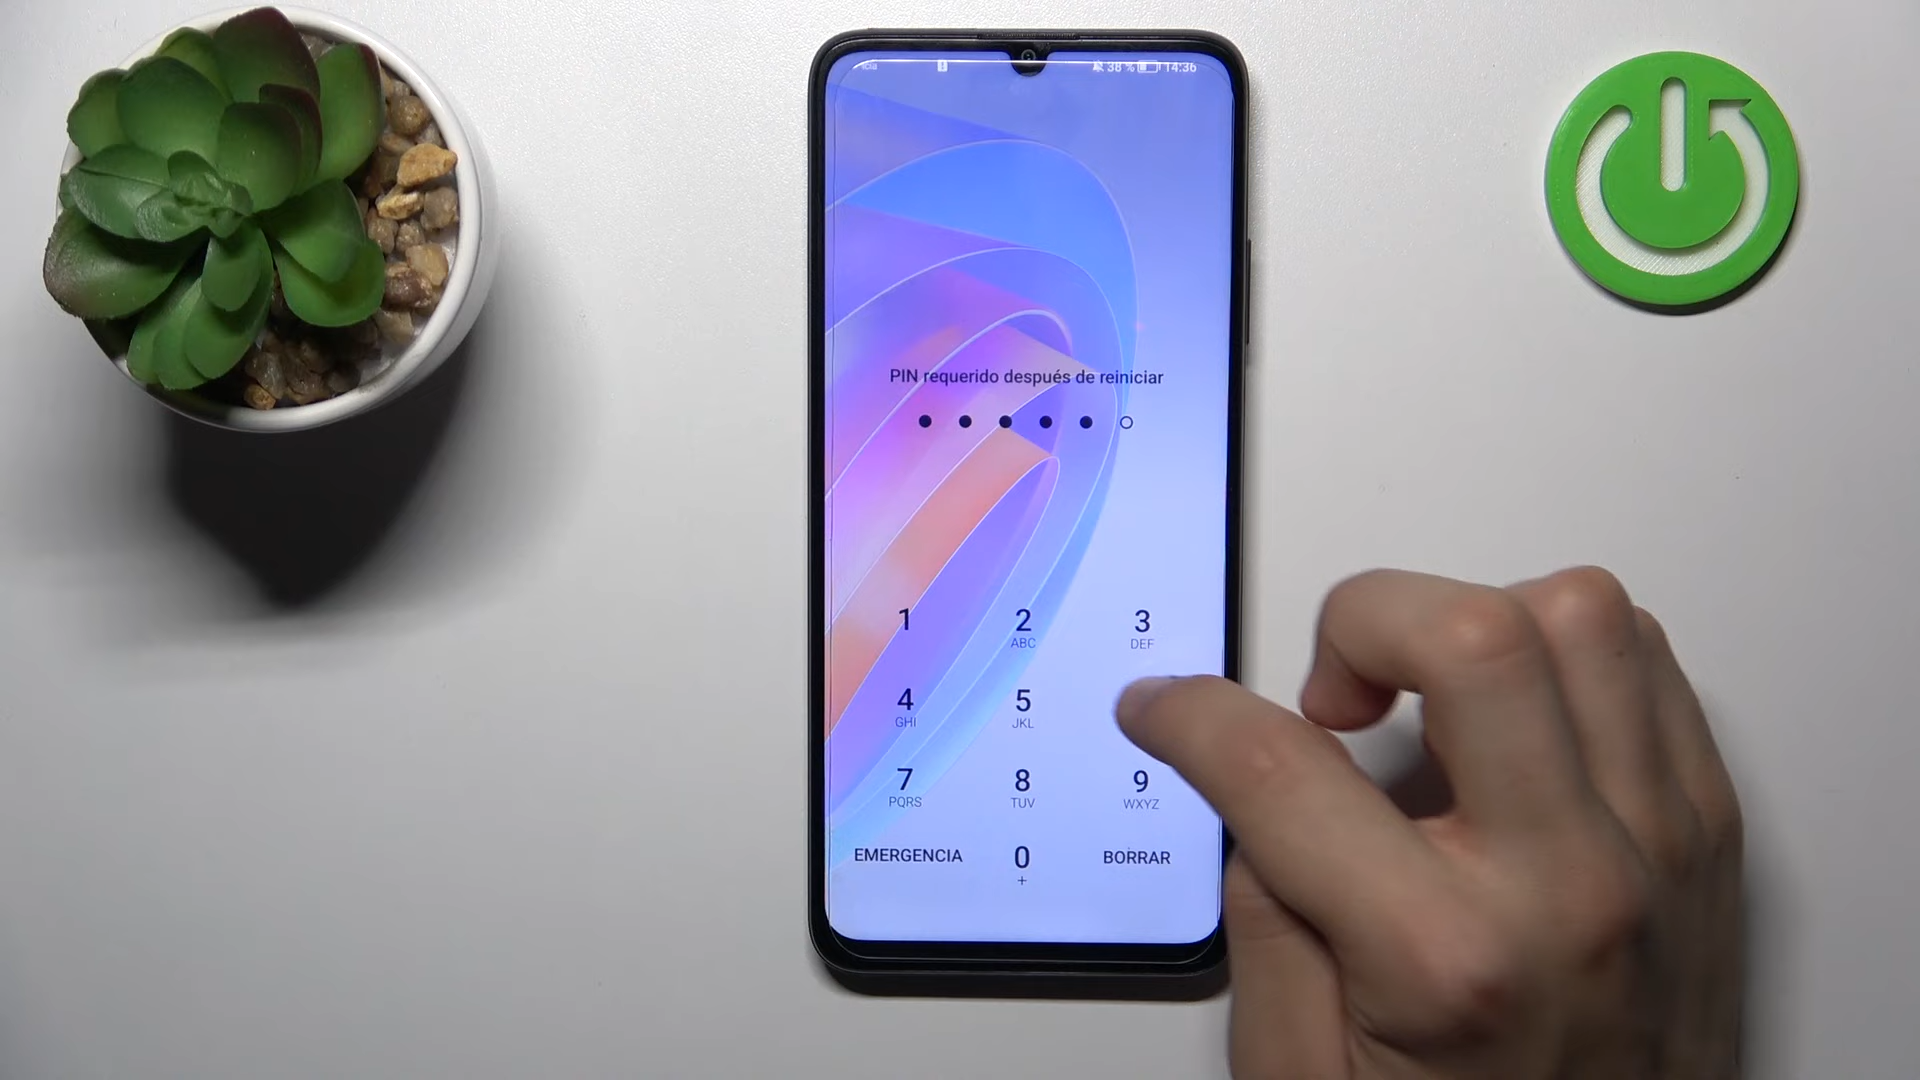 38 % 14:36
PIN requerido después de reiniciar
1 2 3
ABC DEF
4 5
GHI JKL
7 8 9
PQRS TUV WXYZ
EMERGENCIA 0 BORRAR
+